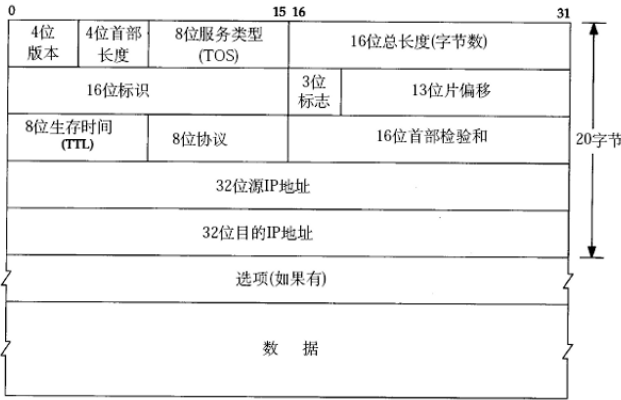 0 15 16 31
4位版本 4位首部长度 8位服务类型(TOS) 16位总长度(字节数)
16位标识 3位标志 13位片偏移
8位生存时间(TTL) 8位协议 16位首部检验和
20字节
32位源IP地址
32位目的IP地址
选项(如果有)
数 据